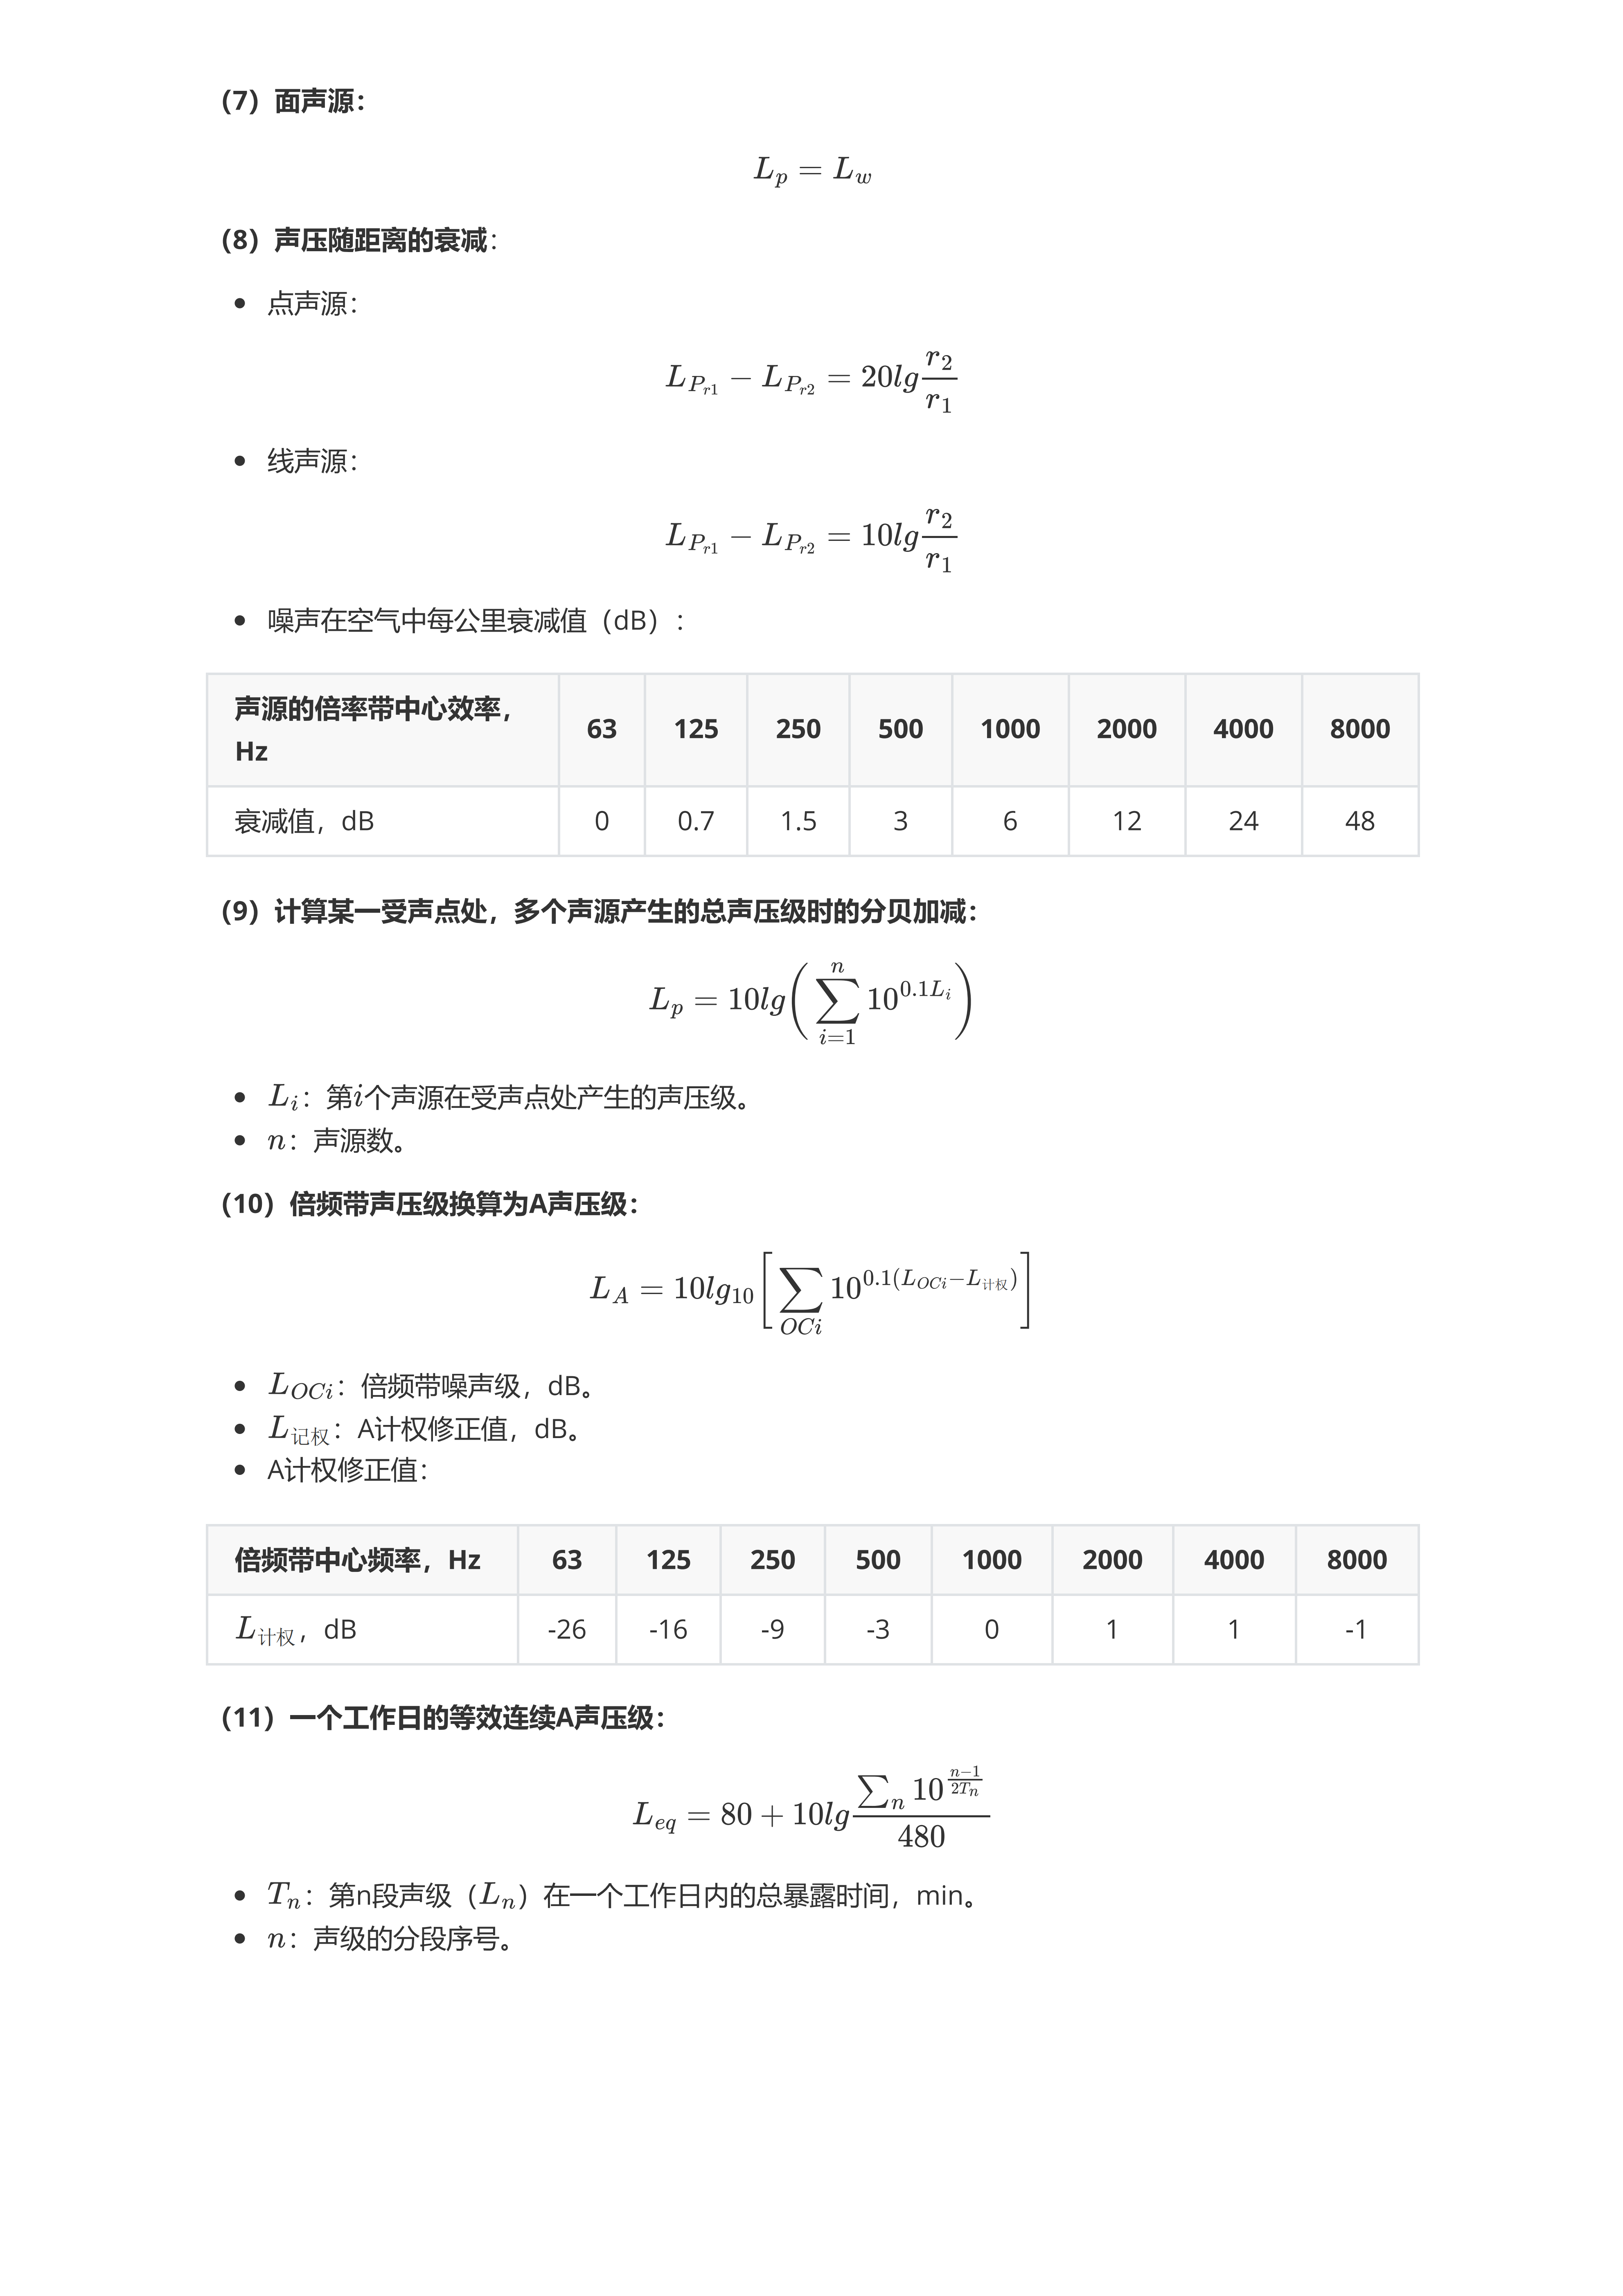 （7）面声源：
L_p = L_w
（8）声压随距离的衰减：
• 点声源：
L_{P_{r1}} − L_{P_{r2}} = 20lg\frac{r_2}{r_1}
• 线声源：
L_{P_{r1}} − L_{P_{r2}} = 10lg\frac{r_2}{r_1}
• 噪声在空气中每公里衰减值（dB）：
声源的倍率带中心效率，Hz 63 125 250 500 1000 2000 4000 8000
衰减值，dB 0 0.7 1.5 3 6 12 24 48
（9）计算某一受声点处，多个声源产生的总声压级时的分贝加减：
L_p = 10lg\left(\sum_{i=1}^{n} 10^{0.1L_i}\right)
• L_i：第i个声源在受声点处产生的声压级。
• n：声源数。
（10）倍频带声压级换算为A声压级：
L_A = 10lg_{10}\left[\sum_{OCi} 10^{0.1(L_{OCi}−L_{计权})}\right]
• L_{OCi}：倍频带噪声级，dB。
• L_{记权}：A计权修正值，dB。
• A计权修正值：
倍频带中心频率，Hz 63 125 250 500 1000 2000 4000 8000
L_{计权}，dB -26 -16 -9 -3 0 1 1 -1
（11）一个工作日的等效连续A声压级：
L_{eq} = 80 + 10lg\frac{\sum_n 10^{\frac{n−1}{2T_n}}}{480}
• T_n：第n段声级（L_n）在一个工作日内的总暴露时间，min。
• n：声级的分段序号。